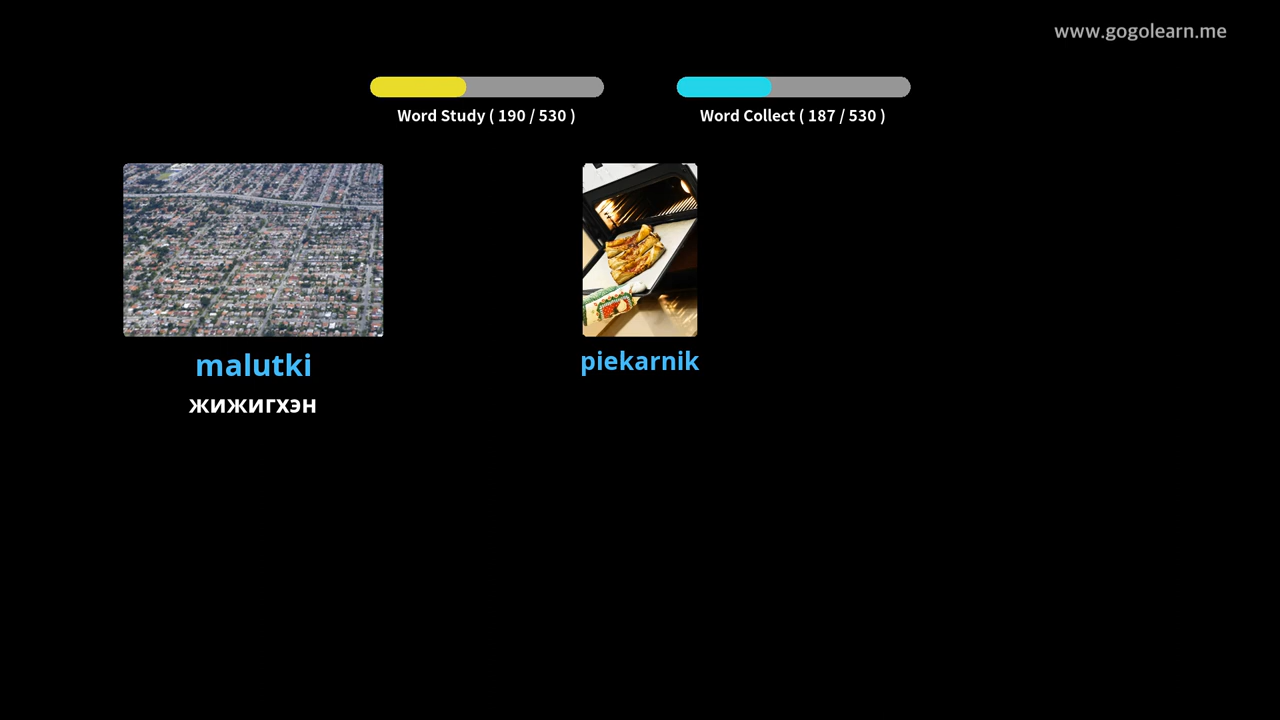 www.gogolearn.me
Word Study ( 190 / 530 )
Word Collect ( 187 / 530 )
malutki
жижигхэн
piekarnik